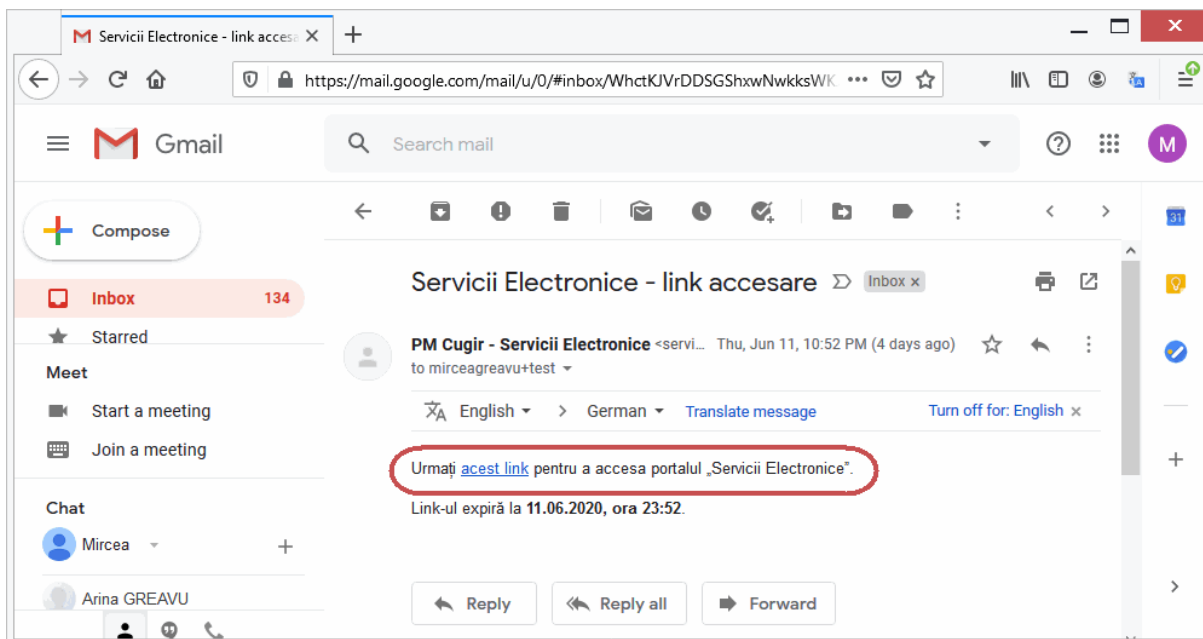 Servicii Electronice - link accesa
https://mail.google.com/mail/u/0/#inbox/WhctKJVrDDSGShxwNwkksWK
Gmail
Search mail
M
Compose
31
Servicii Electronice - link accesare
Inbox x
Inbox 134
Starred
PM Cugir - Servicii Electronice <servi... Thu, Jun 11, 10:52 PM (4 days ago)
to mirceagreavu+test
Meet
Start a meeting
Join a meeting
English > German Translate message Turn off for: English x
Urmați acest link pentru a accesa portalul „Servicii Electronice”.
Link-ul expiră la 11.06.2020, ora 23:52.
Chat
Mircea
Arina GREAVU
Reply
Reply all
Forward